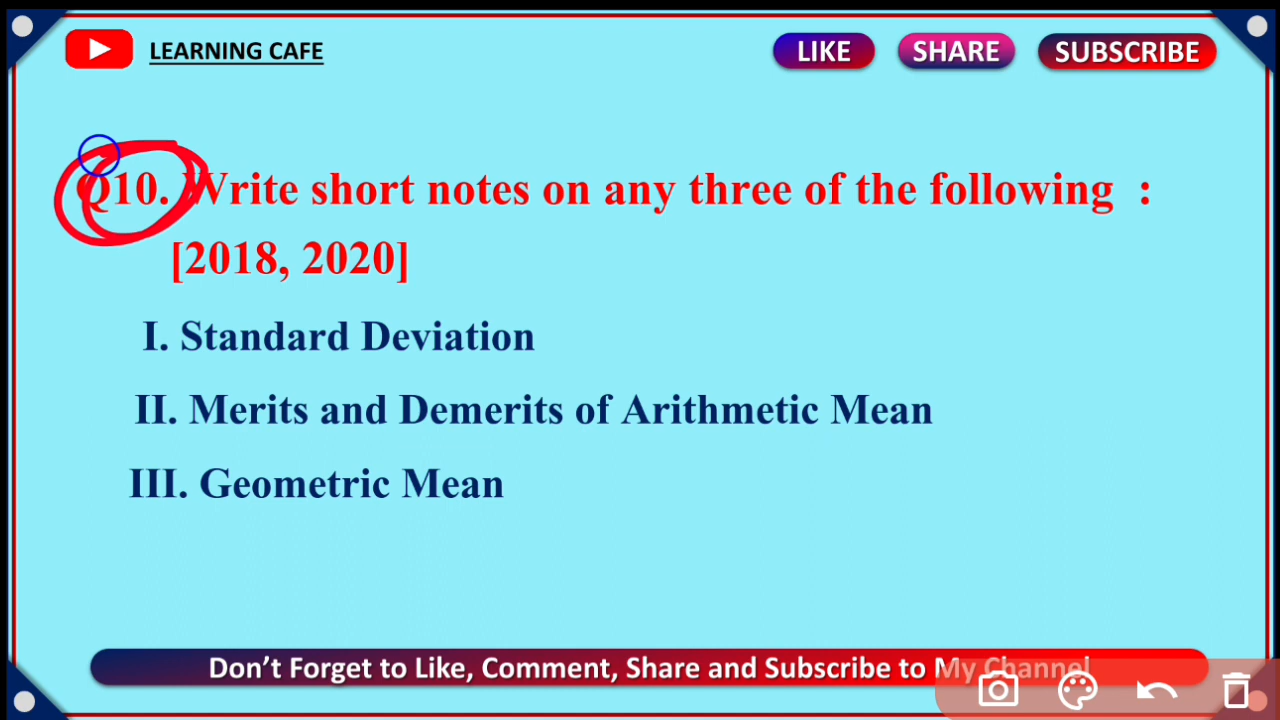 LEARNING CAFE
LIKE SHARE SUBSCRIBE
Q10. Write short notes on any three of the following :
[2018, 2020]
I. Standard Deviation
II. Merits and Demerits of Arithmetic Mean
III. Geometric Mean
Don't Forget to Like, Comment, Share and Subscribe to My Channel